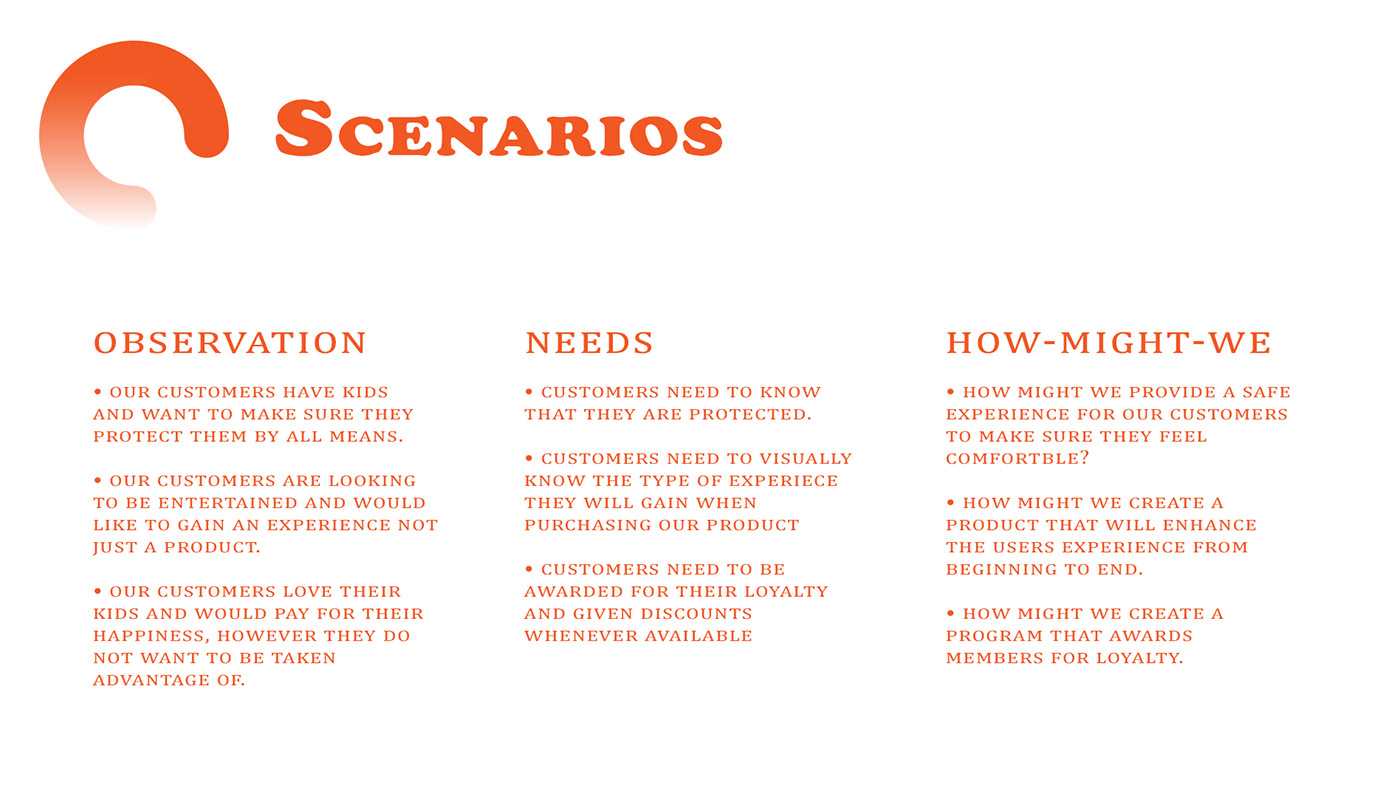 SCENARIOS
OBSERVATION
• OUR CUSTOMERS HAVE KIDS
AND WANT TO MAKE SURE THEY
PROTECT THEM BY ALL MEANS.
• OUR CUSTOMERS ARE LOOKING
TO BE ENTERTAINED AND WOULD
LIKE TO GAIN AN EXPERIENCE NOT
JUST A PRODUCT.
• OUR CUSTOMERS LOVE THEIR
KIDS AND WOULD PAY FOR THEIR
HAPPINESS, HOWEVER THEY DO
NOT WANT TO BE TAKEN
ADVANTAGE OF.
NEEDS
• CUSTOMERS NEED TO KNOW
THAT THEY ARE PROTECTED.
• CUSTOMERS NEED TO VISUALLY
KNOW THE TYPE OF EXPERIECE
THEY WILL GAIN WHEN
PURCHASING OUR PRODUCT
• CUSTOMERS NEED TO BE
AWARDED FOR THEIR LOYALTY
AND GIVEN DISCOUNTS
WHENEVER AVAILABLE
HOW-MIGHT-WE
• HOW MIGHT WE PROVIDE A SAFE
EXPERIENCE FOR OUR CUSTOMERS
TO MAKE SURE THEY FEEL
COMFORTBLE?
• HOW MIGHT WE CREATE A
PRODUCT THAT WILL ENHANCE
THE USERS EXPERIENCE FROM
BEGINNING TO END.
• HOW MIGHT WE CREATE A
PROGRAM THAT AWARDS
MEMBERS FOR LOYALTY.